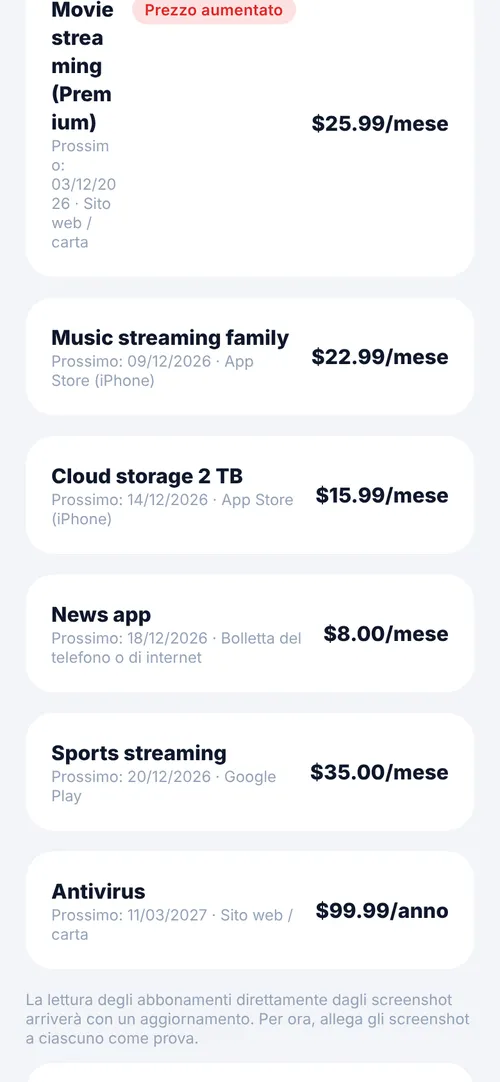 Movie
strea
ming
(Prem
ium)
Prezzo aumentato
Prossim
o:
03/12/20
26 · Sito
web /
carta
$25.99/mese
Music streaming family
Prossimo: 09/12/2026 · App
Store (iPhone)
$22.99/mese
Cloud storage 2 TB
Prossimo: 14/12/2026 · App Store
(iPhone)
$15.99/mese
News app
Prossimo: 18/12/2026 · Bolletta del
telefono o di internet
$8.00/mese
Sports streaming
Prossimo: 20/12/2026 · Google
Play
$35.00/mese
Antivirus
Prossimo: 11/03/2027 · Sito web /
carta
$99.99/anno
La lettura degli abbonamenti direttamente dagli screenshot
arriverà con un aggiornamento. Per ora, allega gli screenshot
a ciascuno come prova.